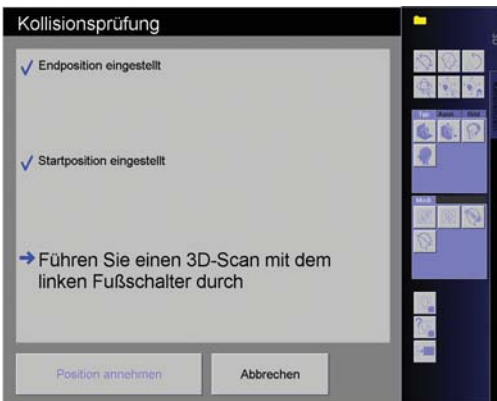 Kollisionsprüfung
Endposition eingestellt
Startposition eingestellt
Führen Sie einen 3D-Scan mit dem
linken Fußschalter durch
Position annehmen
Abbrechen